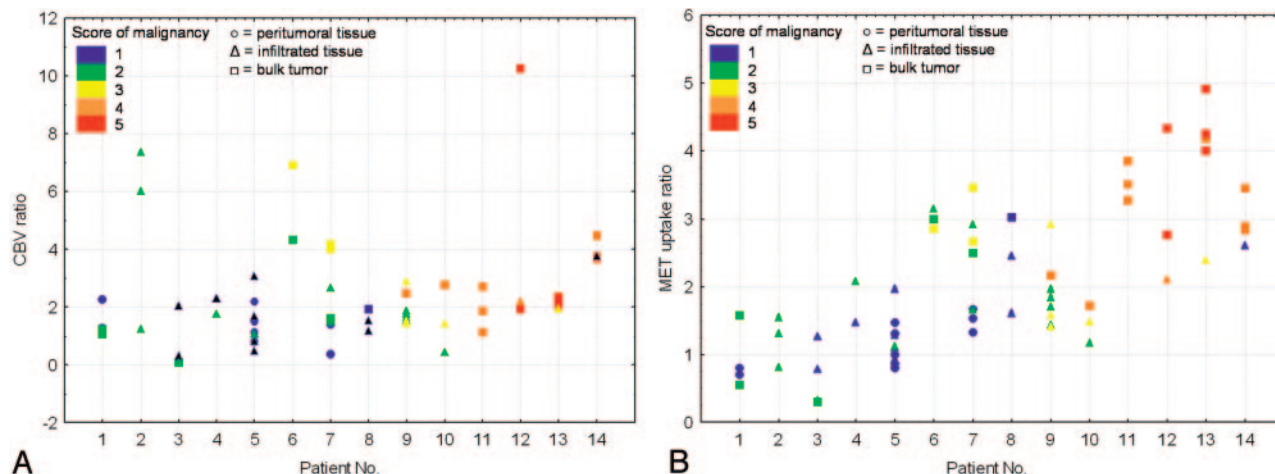 12
10
8
6
4
2
0
-2
CBV ratio
Score of malignancy
1
2
3
4
5
○ = peritumoral tissue
△ = infiltrated tissue
□ = bulk tumor
1 2 3 4 5 6 7 8 9 10 11 12 13 14
Patient No.
A
6
5
4
3
2
1
0
MET uptake ratio
Score of malignancy
1
2
3
4
5
○ = peritumoral tissue
△ = infiltrated tissue
□ = bulk tumor
1 2 3 4 5 6 7 8 9 10 11 12 13 14
Patient No.
B